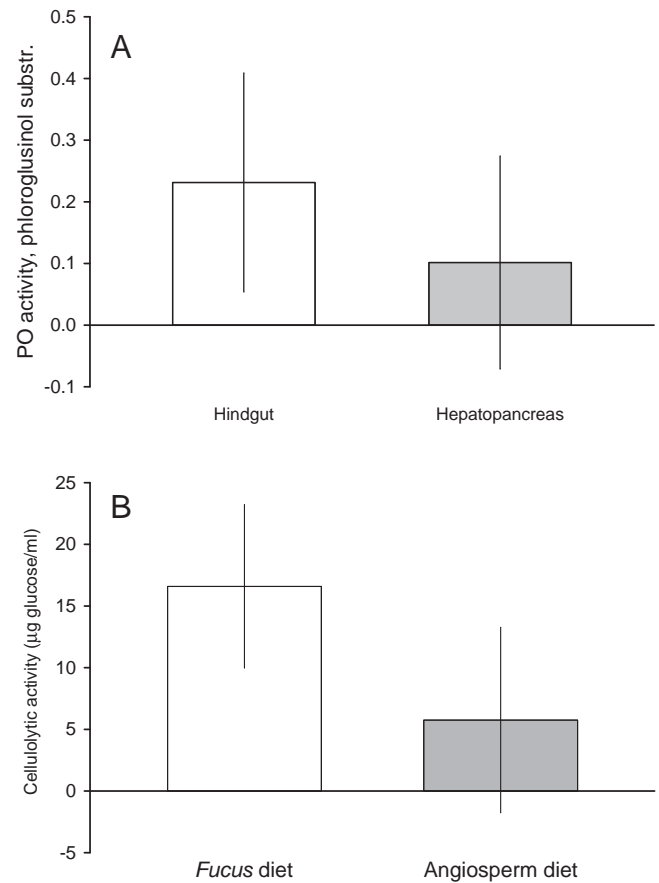 A
PO activity, phloroglusinol substr.
0.5
0.4
0.3
0.2
0.1
0.0
-0.1
Hindgut Hepatopancreas
B
Cellulolytic activity (µg glucose/ml)
25
20
15
10
5
0
-5
Fucus diet Angiosperm diet